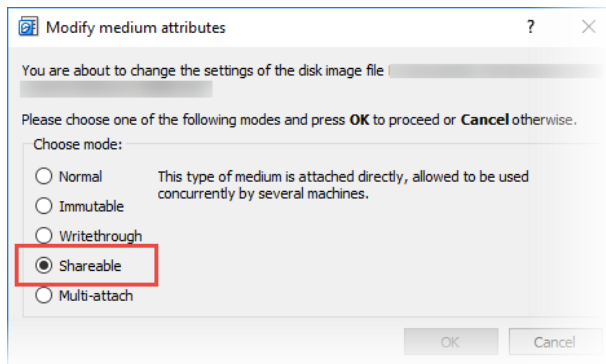 Modify medium attributes ?
You are about to change the settings of the disk image file
Please choose one of the following modes and press OK to proceed or Cancel otherwise.
Choose mode:
Normal
Immutable
Writethrough
Shareable
Multi-attach
This type of medium is attached directly, allowed to be used
concurrently by several machines.
OK Cancel